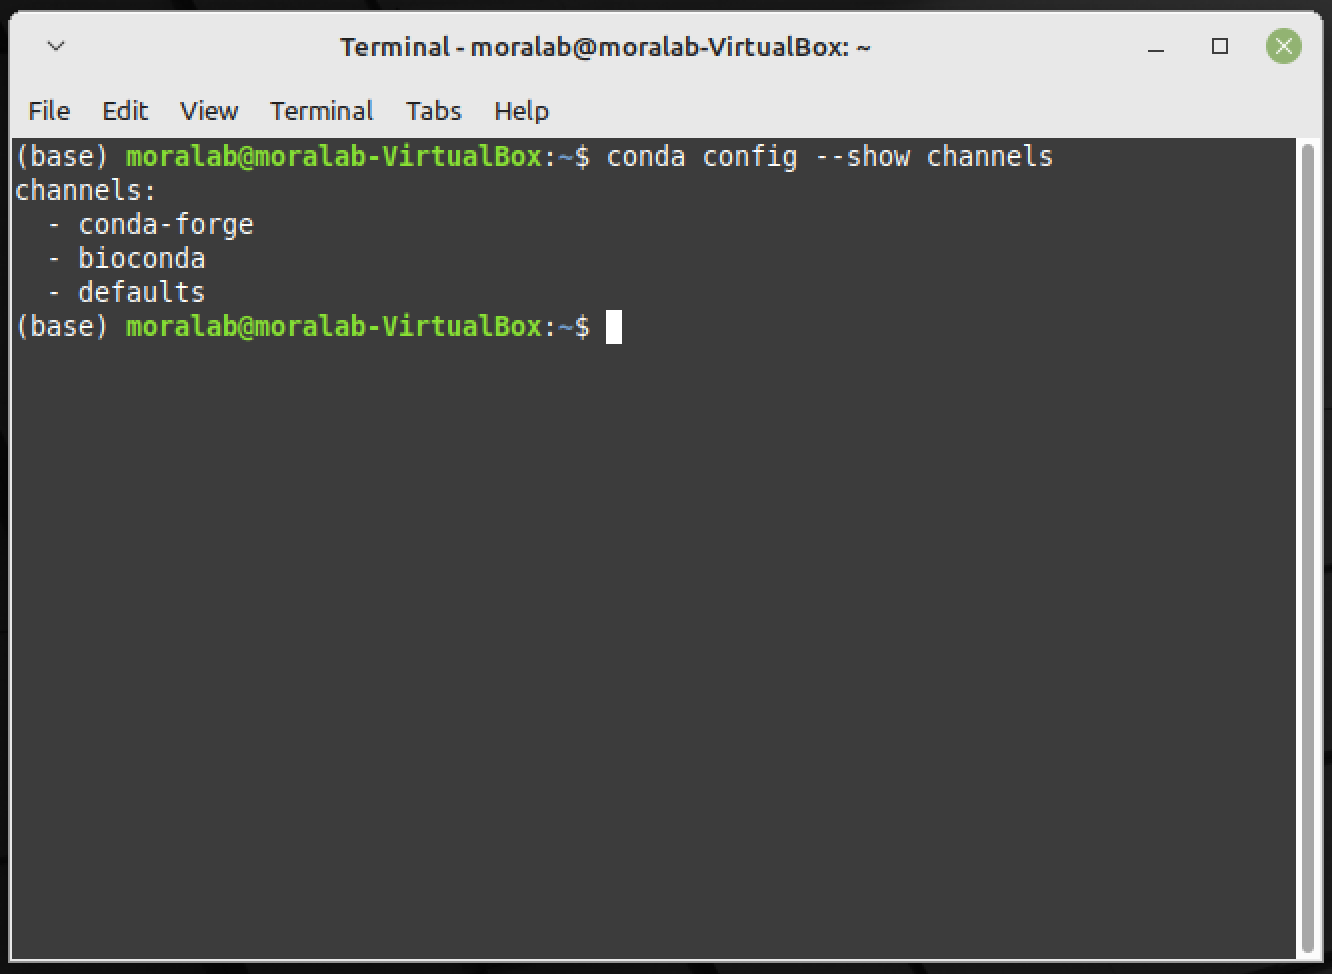 Terminal - moralab@moralab-VirtualBox: ~
File Edit View Terminal Tabs Help
(base) moralab@moralab-VirtualBox:~$ conda config --show channels
channels:
  - conda-forge
  - bioconda
  - defaults
(base) moralab@moralab-VirtualBox:~$